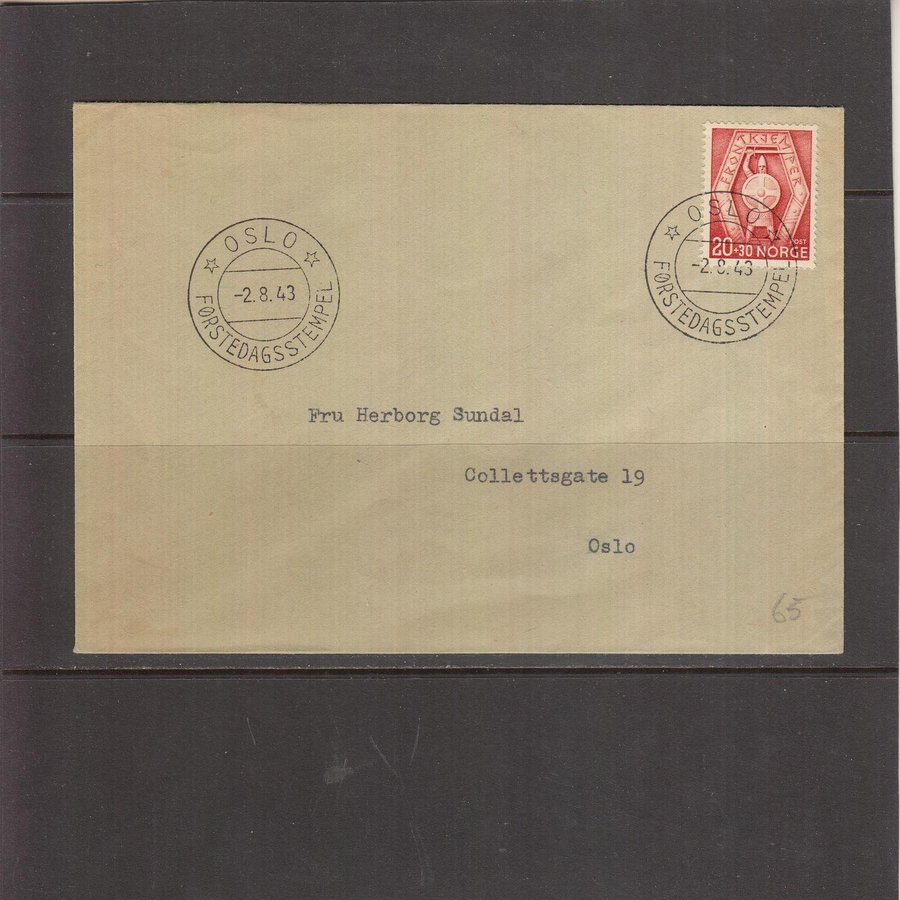 FRONTKJEMPER
20+30 NORGE
POST
OSLO
-2.8.43
FØRSTEDAGSSTEMPEL
OSLO
-2.8.43
FØRSTEDAGSSTEMPEL
Fru Herborg Sundal
Collettsgate 19
Oslo
65